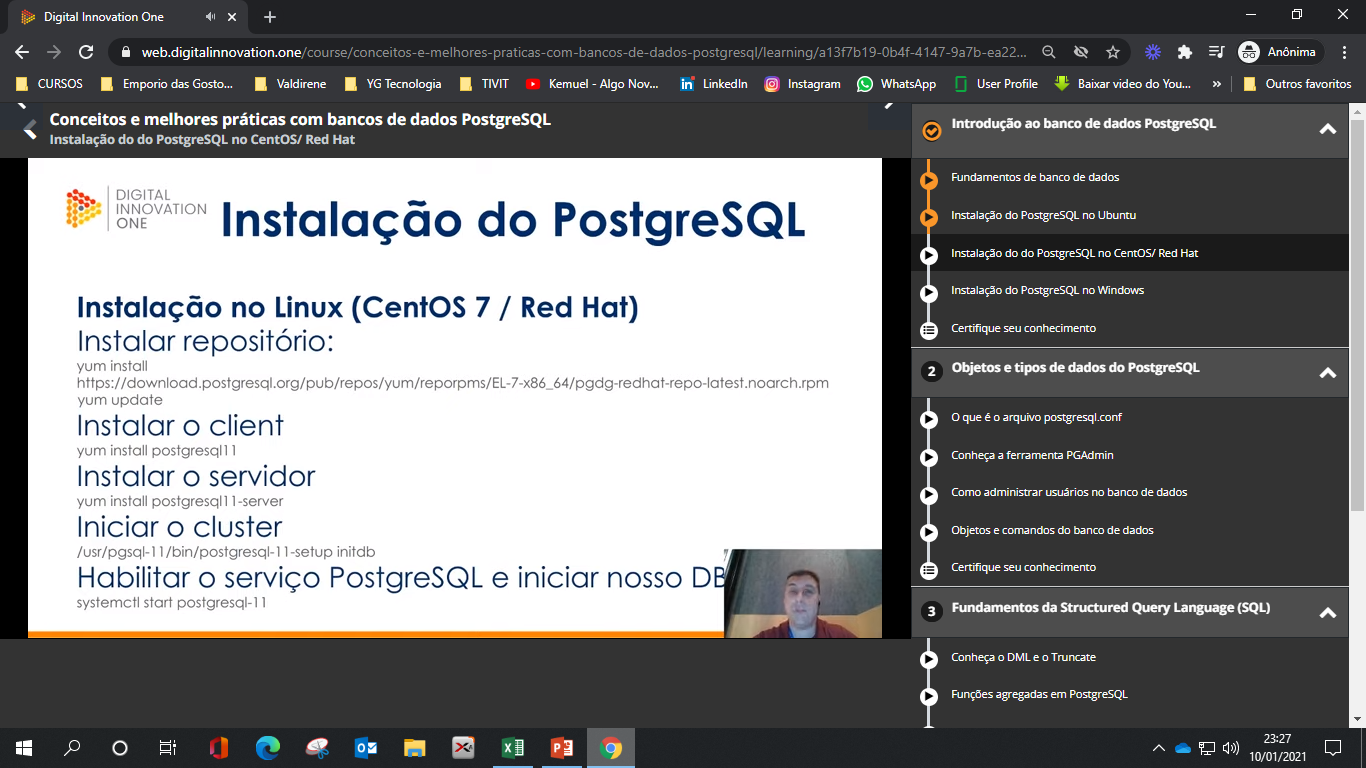 Digital Innovation One
web.digitalinnovation.one/course/conceitos-e-melhores-praticas-com-bancos-de-dados-postgresql/learning/a13f7b19-0b4f-4147-9a7b-ea22...
Anônima
CURSOS
Emporio das Gosto...
Valdirene
YG Tecnologia
TIVIT
Kemuel - Algo Nov...
LinkedIn
Instagram
WhatsApp
User Profile
Baixar video do You...
»
Outros favoritos
Conceitos e melhores práticas com bancos de dados PostgreSQL
Instalação do do PostgreSQL no CentOS/ Red Hat
DIGITAL
INNOVATION
ONE
Instalação do PostgreSQL
Instalação no Linux (CentOS 7 / Red Hat)
Instalar repositório:
yum install
https://download.postgresql.org/pub/repos/yum/reporpms/EL-7-x86_64/pgdg-redhat-repo-latest.noarch.rpm
yum update
Instalar o client
yum install postgresql11
Instalar o servidor
yum install postgresql11-server
Iniciar o cluster
/usr/pgsql-11/bin/postgresql-11-setup initdb
Habilitar o serviço PostgreSQL e iniciar nosso DB
systemctl start postgresql-11
Introdução ao banco de dados PostgreSQL
Fundamentos de banco de dados
Instalação do PostgreSQL no Ubuntu
Instalação do do PostgreSQL no CentOS/ Red Hat
Instalação do PostgreSQL no Windows
Certifique seu conhecimento
2 Objetos e tipos de dados do PostgreSQL
O que é o arquivo postgresql.conf
Conheça a ferramenta PGAdmin
Como administrar usuários no banco de dados
Objetos e comandos do banco de dados
Certifique seu conhecimento
3 Fundamentos da Structured Query Language (SQL)
Conheça o DML e o Truncate
Funções agregadas em PostgreSQL
23:27
10/01/2021